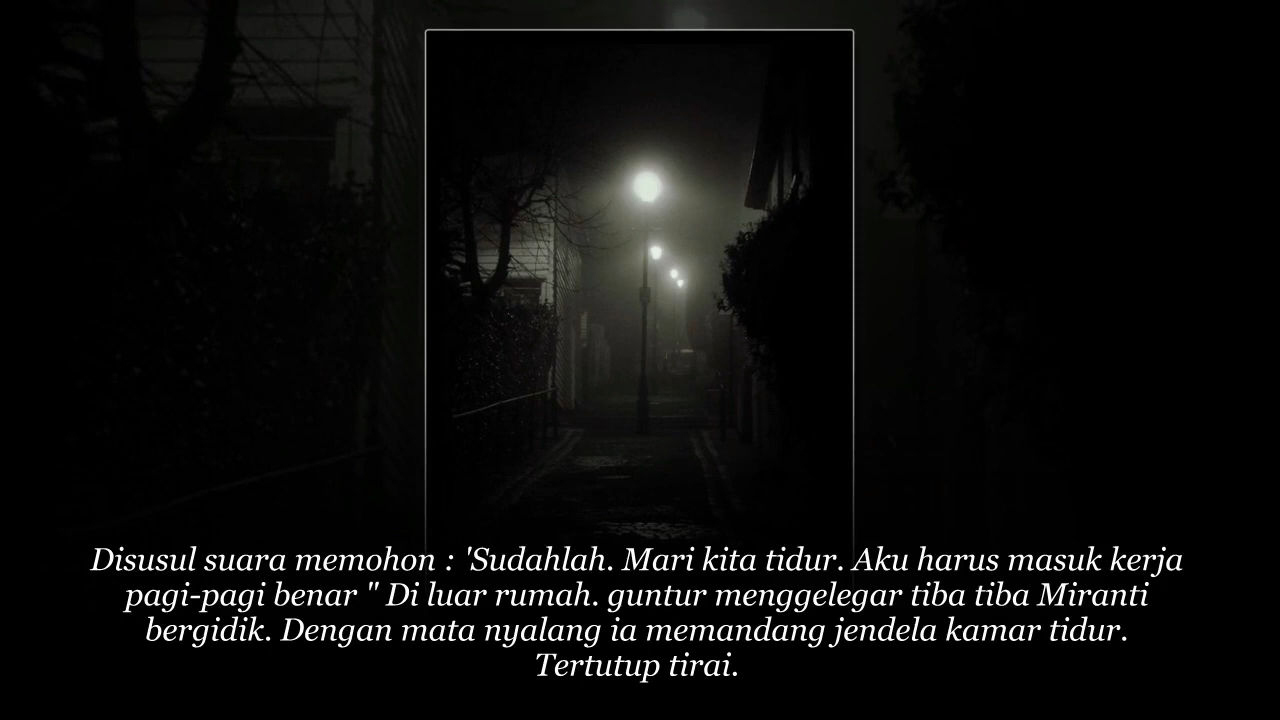 Disusul suara memohon : 'Sudahlah. Mari kita tidur. Aku harus masuk kerja
pagi-pagi benar " Di luar rumah. guntur menggelegar tiba tiba Miranti
bergidik. Dengan mata nyalang ia memandang jendela kamar tidur.
Tertutup tirai.